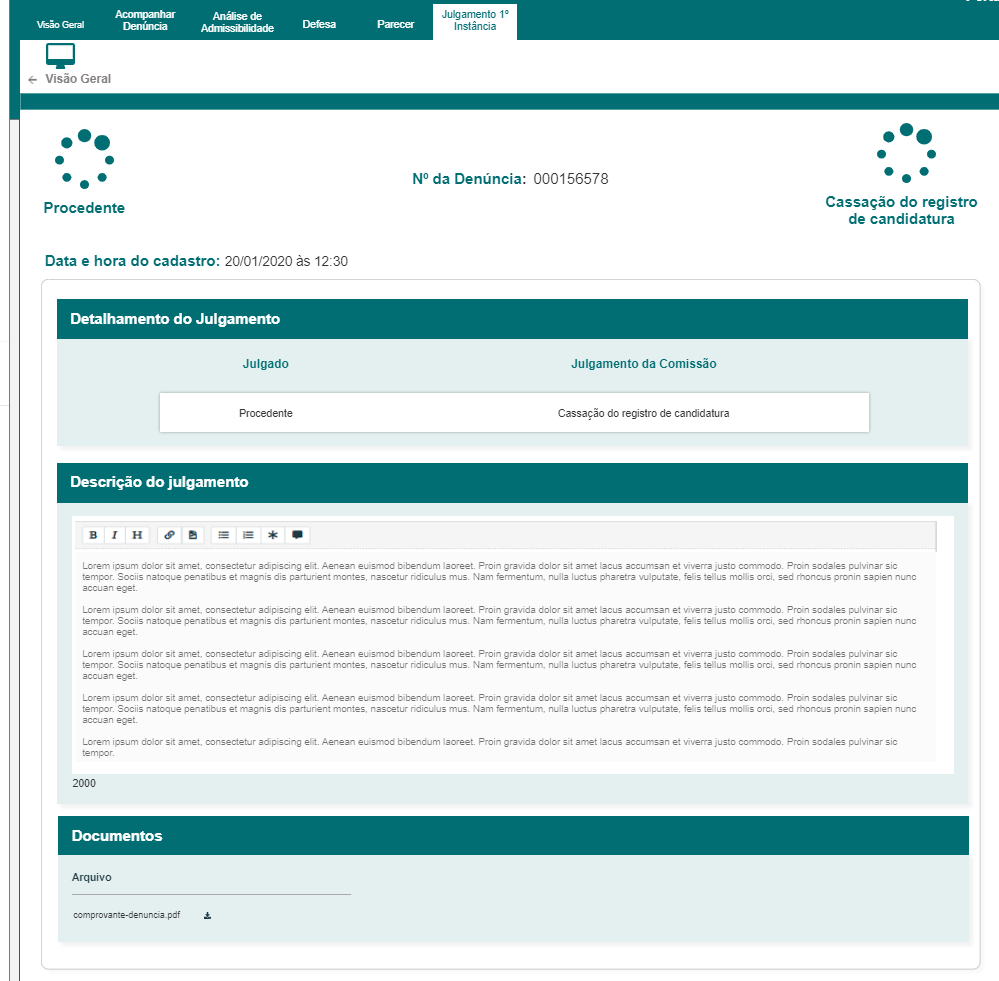 Visão Geral
Acompanhar
Denúncia
Análise de
Admissibilidade
Defesa
Parecer
Julgamento 1º
Instância
← Visão Geral
Procedente
Nº da Denúncia: 000156578
Cassação do registro
de candidatura
Data e hora do cadastro: 20/01/2020 às 12:30
Detalhamento do Julgamento
Julgado
Julgamento da Comissão
Procedente
Cassação do registro de candidatura
Descrição do julgamento
B I H
Lorem ipsum dolor sit amet, consectetur adipiscing elit. Aenean euismod bibendum laoreet. Proin gravida dolor sit amet lacus accumsan et viverra justo commodo. Proin sodales pulvinar sic
tempor. Sociis natoque penatibus et magnis dis parturient montes, nascetur ridiculus mus. Nam fermentum, nulla luctus pharetra vulputate, felis tellus mollis orci, sed rhoncus pronin sapien nunc
accuan eget.
Lorem ipsum dolor sit amet, consectetur adipiscing elit. Aenean euismod bibendum laoreet. Proin gravida dolor sit amet lacus accumsan et viverra justo commodo. Proin sodales pulvinar sic
tempor. Sociis natoque penatibus et magnis dis parturient montes, nascetur ridiculus mus. Nam fermentum, nulla luctus pharetra vulputate, felis tellus mollis orci, sed rhoncus pronin sapien nunc
accuan eget.
Lorem ipsum dolor sit amet, consectetur adipiscing elit. Aenean euismod bibendum laoreet. Proin gravida dolor sit amet lacus accumsan et viverra justo commodo. Proin sodales pulvinar sic
tempor. Sociis natoque penatibus et magnis dis parturient montes, nascetur ridiculus mus. Nam fermentum, nulla luctus pharetra vulputate, felis tellus mollis orci, sed rhoncus pronin sapien nunc
accuan eget.
Lorem ipsum dolor sit amet, consectetur adipiscing elit. Aenean euismod bibendum laoreet. Proin gravida dolor sit amet lacus accumsan et viverra justo commodo. Proin sodales pulvinar sic
tempor. Sociis natoque penatibus et magnis dis parturient montes, nascetur ridiculus mus. Nam fermentum, nulla luctus pharetra vulputate, felis tellus mollis orci, sed rhoncus pronin sapien nunc
accuan eget.
Lorem ipsum dolor sit amet, consectetur adipiscing elit. Aenean euismod bibendum laoreet. Proin gravida dolor sit amet lacus accumsan et viverra justo commodo. Proin sodales pulvinar sic
tempor.
2000
Documentos
Arquivo
comprovante-denuncia.pdf